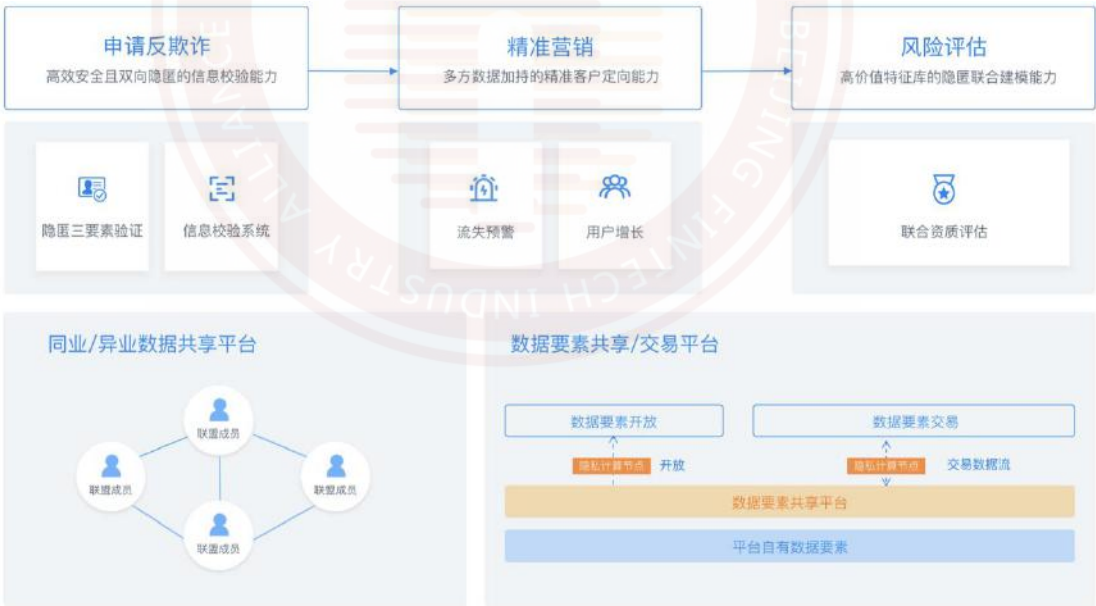 申请反欺诈
高效安全且双向隐匿的信息校验能力
精准营销
多方数据加持的精准客户定向能力
风险评估
高价值特征库的隐匿联合建模能力
隐匿三要素验证
信息校验系统
流失预警
用户增长
联合资质评估
BEIJING FINTECH INDUSTRY ALLIANCE
同业/异业数据共享平台
联盟成员
联盟成员
联盟成员
联盟成员
数据要素共享/交易平台
数据要素开放
数据要素交易
隐私计算节点
开放
隐私计算节点
交易数据流
数据要素共享平台
平台自有数据要素